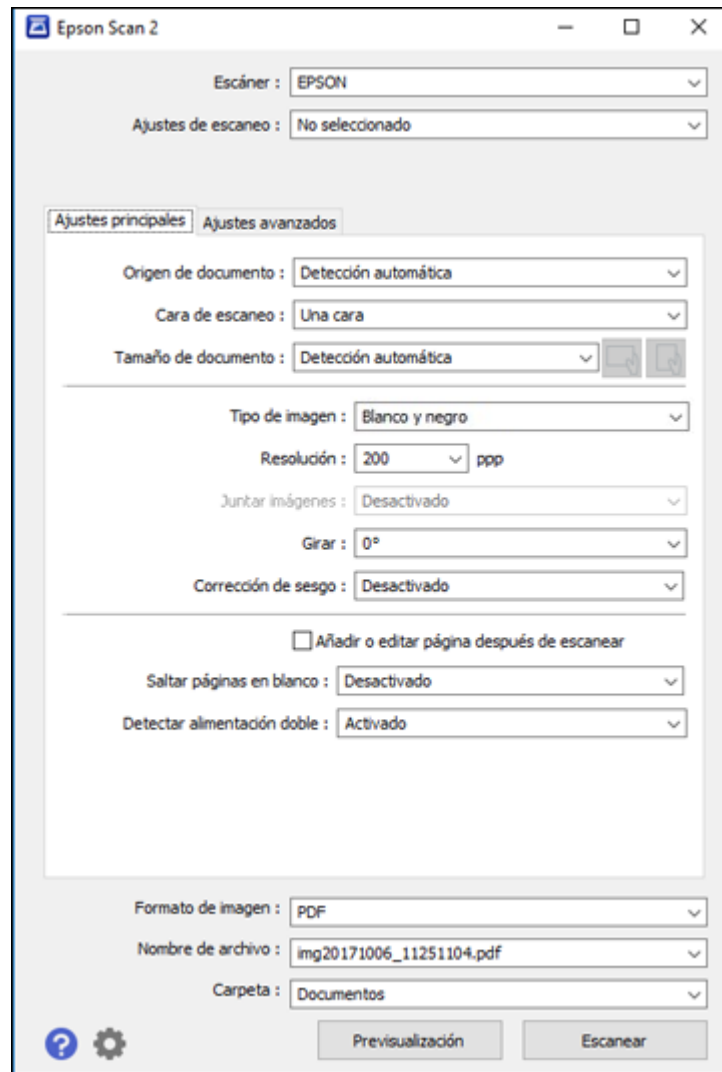 Epson Scan 2
Escáner : EPSON
Ajustes de escaneo : No seleccionado
Ajustes principales Ajustes avanzados
Origen de documento : Detección automática
Cara de escaneo : Una cara
Tamaño de documento : Detección automática
Tipo de imagen : Blanco y negro
Resolución : 200 ppp
Juntar imágenes : Desactivado
Girar : 0°
Corrección de sesgo : Desactivado
Añadir o editar página después de escanear
Saltar páginas en blanco : Desactivado
Detectar alimentación doble : Activado
Formato de imagen : PDF
Nombre de archivo : img20171006_11251104.pdf
Carpeta : Documentos
? Previsualización Escanear